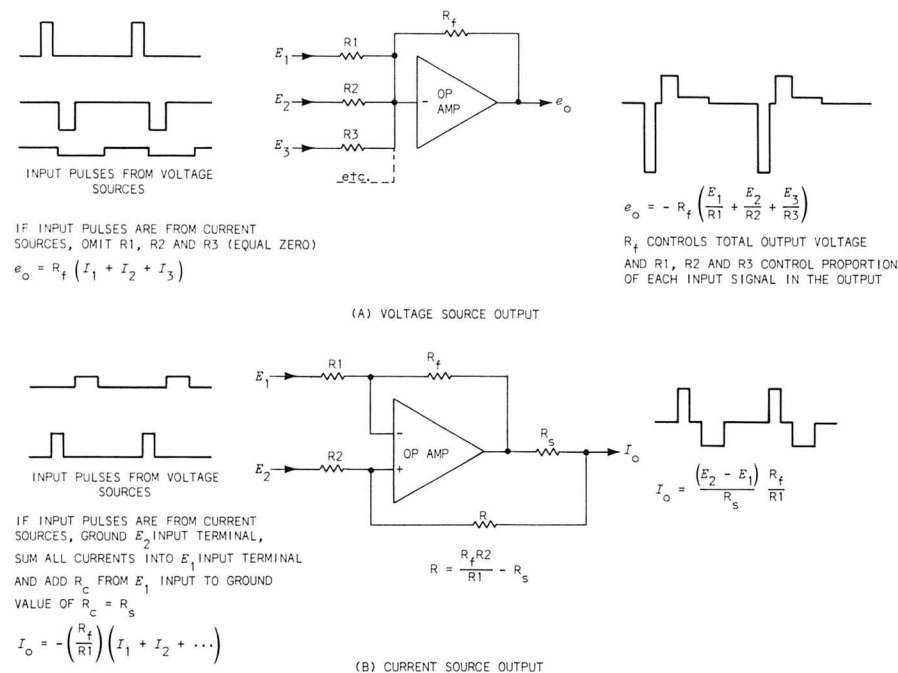 R_f
E_1 R1
E_2 R2
E_3 R3
-
OP
AMP
e_o
etc.
INPUT PULSES FROM VOLTAGE
SOURCES
IF INPUT PULSES ARE FROM CURRENT
SOURCES, OMIT R1, R2 AND R3 (EQUAL ZERO)
e_o = R_f (I_1 + I_2 + I_3)
e_o = - R_f (E_1/R1 + E_2/R2 + E_3/R3)
R_f CONTROLS TOTAL OUTPUT VOLTAGE
AND R1, R2 AND R3 CONTROL PROPORTION
OF EACH INPUT SIGNAL IN THE OUTPUT
(A) VOLTAGE SOURCE OUTPUT
E_1 R1 R_f
-
OP AMP
+
E_2 R2
R_s
I_o
R
R = R_f R2/R1 - R_s
INPUT PULSES FROM VOLTAGE
SOURCES
IF INPUT PULSES ARE FROM CURRENT
SOURCES, GROUND E_2 INPUT TERMINAL,
SUM ALL CURRENTS INTO E_1 INPUT TERMINAL
AND ADD R_c FROM E_1 INPUT TO GROUND
VALUE OF R_c = R_s
I_o = -(R_f/R1) (I_1 + I_2 + ···)
I_o = (E_2 - E_1)/R_s R_f/R1
(B) CURRENT SOURCE OUTPUT